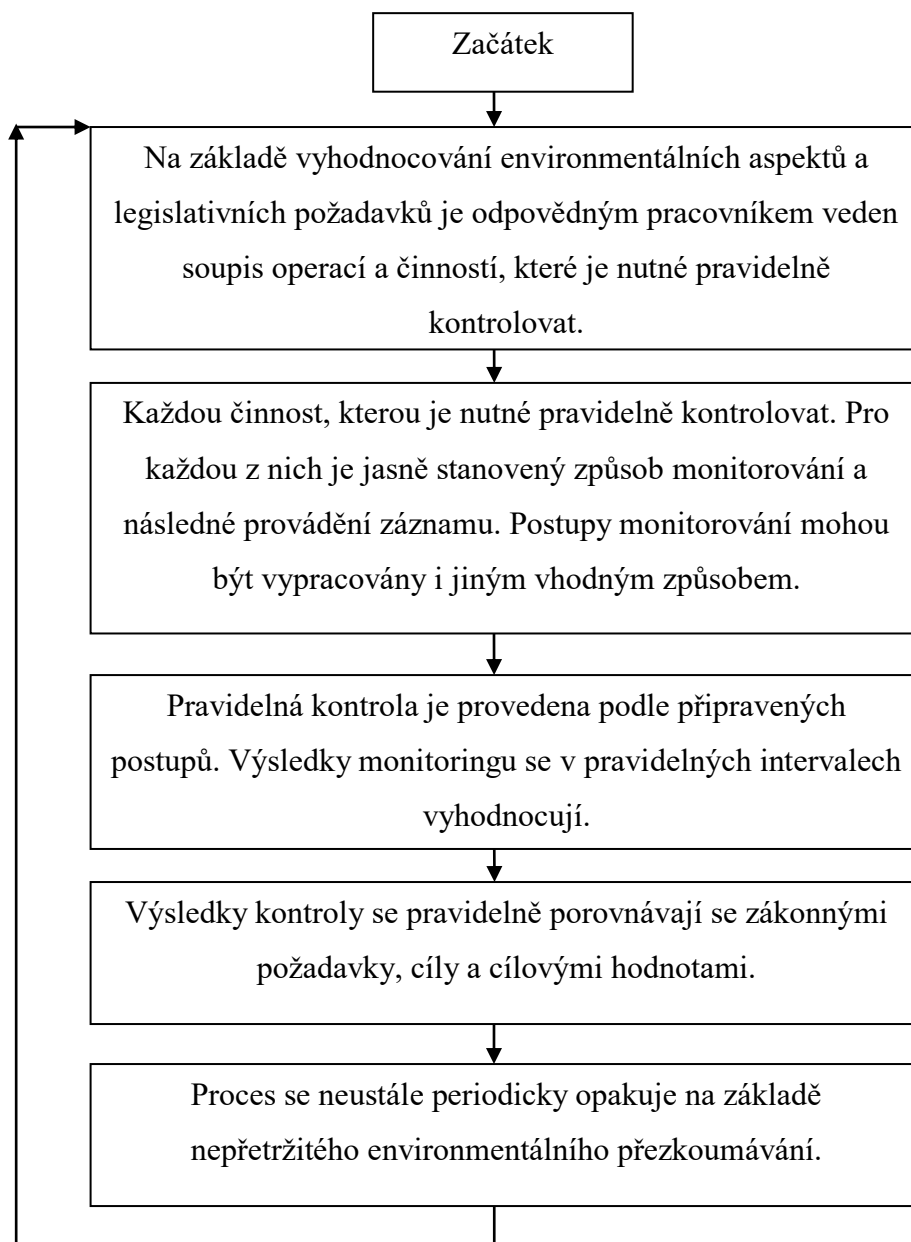 Začátek
Na základě vyhodnocování environmentálních aspektů a
legislativních požadavků je odpovědným pracovníkem veden
soupis operací a činností, které je nutné pravidelně
kontrolovat.
Každou činnost, kterou je nutné pravidelně kontrolovat. Pro
každou z nich je jasně stanovený způsob monitorování a
následné provádění záznamu. Postupy monitorování mohou
být vypracovány i jiným vhodným způsobem.
Pravidelná kontrola je provedena podle připravených
postupů. Výsledky monitoringu se v pravidelných intervalech
vyhodnocují.
Výsledky kontroly se pravidelně porovnávají se zákonnými
požadavky, cíly a cílovými hodnotami.
Proces se neustále periodicky opakuje na základě
nepřetržitého environmentálního přezkoumávání.